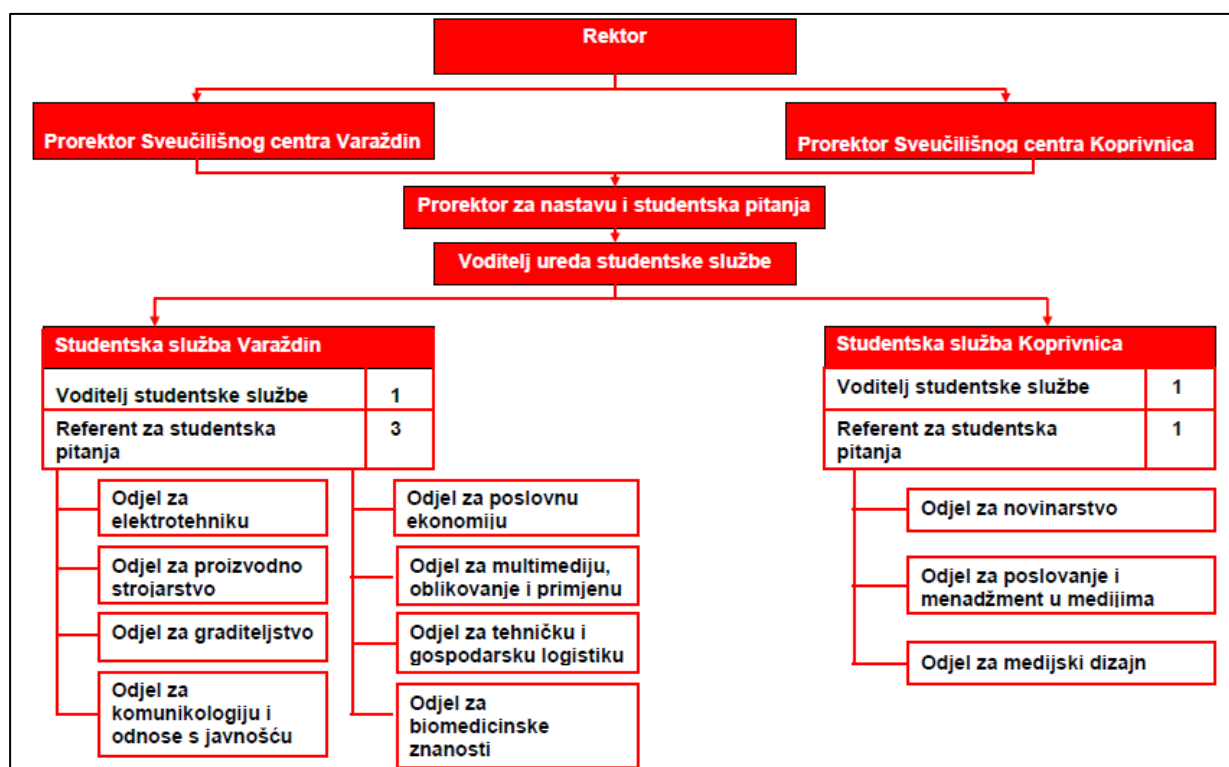 Rektor
Prorektor Sveučilišnog centra Varaždin
Prorektor Sveučilišnog centra Koprivnica
Prorektor za nastavu i studentska pitanja
Voditelj ureda studentske službe
Studentska služba Varaždin
Voditelj studentske službe 1
Referent za studentska 3
pitanja
Odjel za
elektrotehniku
Odjel za proizvodno
strojarstvo
Odjel za graditeljstvo
Odjel za
komunikologiju i
odnose s javnošću
Odjel za poslovnu
ekonomiju
Odjel za multimediju,
oblikovanje i primjenu
Odjel za tehničku i
gospodarsku logistiku
Odjel za
biomedicinske
znanosti
Studentska služba Koprivnica
Voditelj studentske službe 1
Referent za studentska 1
pitanja
Odjel za novinarstvo
Odjel za poslovanje i
menadžment u medijima
Odjel za medijski dizajn